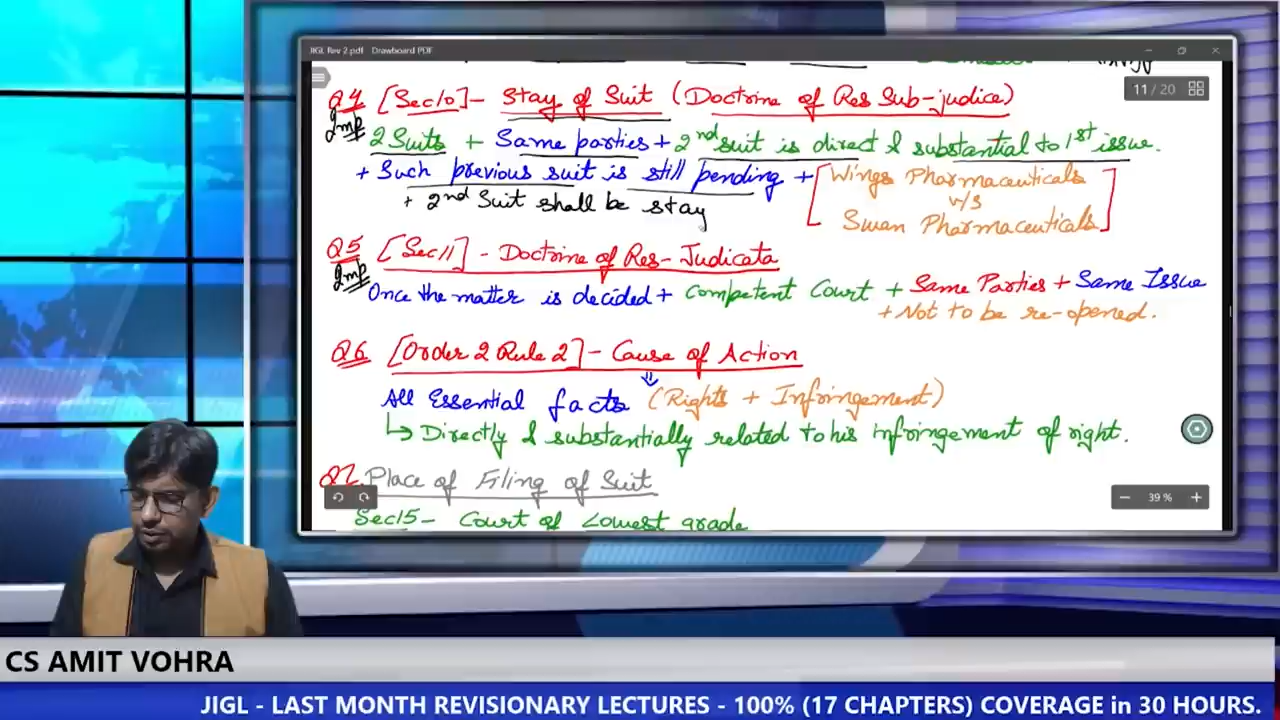 JIGL Rev 2.pdf Drawboard PDF
11 / 20
Q4 [Sec10] - Stay of Suit (Doctrine of Res Sub-judice)
Imp
2 Suits + Same parties + 2nd suit is direct & substantial to 1st issue.
+ Such previous suit is still pending + [Wings Pharmaceuticals
v/s
Swan Pharmaceuticals]
+ 2nd Suit shall be stay
Q5 [Sec11] - Doctrine of Res-Judicata
Imp
Once the matter is decided + Competent Court + Same Parties + Same Issue
+ Not to be re-opened.
Q6 [Order 2 Rule 2] - Cause of Action
All Essential facts (Rights + Infringement)
↳ Directly & substantially related to his infringement of right.
Q7 Place of Filing of Suit
Sec15 - Court of Lowest grade
39 %
CS AMIT VOHRA
JIGL - LAST MONTH REVISIONARY LECTURES - 100% (17 CHAPTERS) COVERAGE in 30 HOURS.